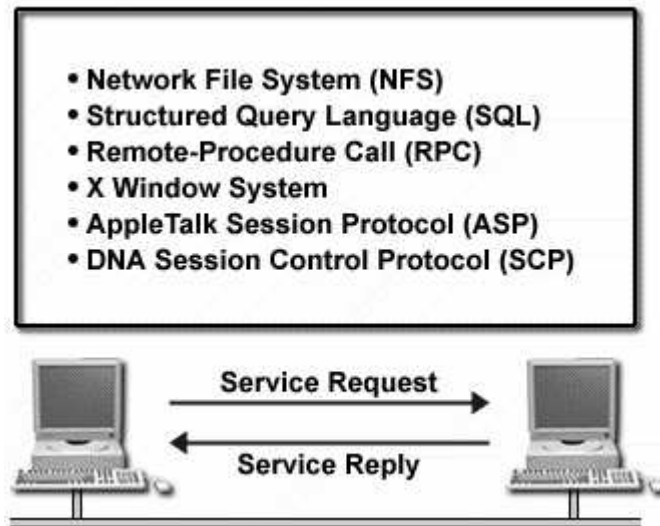 • Network File System (NFS)
• Structured Query Language (SQL)
• Remote-Procedure Call (RPC)
• X Window System
• AppleTalk Session Protocol (ASP)
• DNA Session Control Protocol (SCP)
Service Request
Service Reply